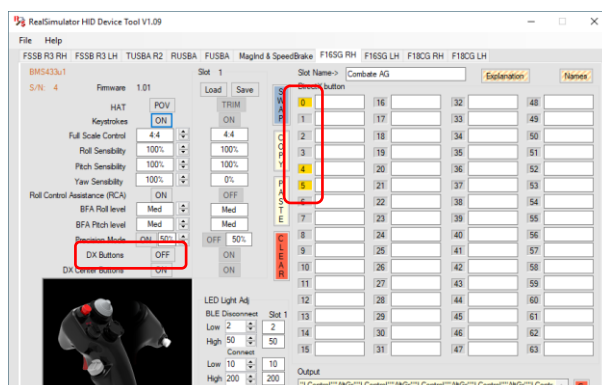 RealSimulator HID Device Tool V1.09
File Help
FSSB R3 RH FSSB R3 LH TUSBA R2 RUSBA FUSBA MagInd & SpeedBrake F16SG RH F16SG LH F18CG RH F18CG LH
BMS433u1 Slot 1 Slot Name-> Combate AG Explanation Names
S/N. 4 Firmware 1.01 Load Save
DirectX button
HAT POV TRIM
Keystrokes ON ON
Full Scale Control 4:4 4:4
Roll Sensibility 100% 100%
Pitch Sensibility 100% 100%
Yaw Sensibility 100% 0%
Roll Control Assistance (RCA) ON OFF
BFA Roll level Med Med
BFA Pitch level Med Med
Precision Mode ON 50% OFF 50%
DX Buttons OFF ON
DX Center Buttons ON ON
SWAP
COPY
PASTE
CLEAR
0 16 32 48
1 17 33 49
2 18 34 50
3 19 35 51
4 20 36 52
5 21 37 53
6 22 38 54
7 23 39 55
8 24 40 56
9 25 41 57
10 26 42 58
11 27 43 59
12 28 44 60
13 29 45 61
14 30 46 62
15 31 47 63
LED Light Adj
BLE Disconnect Slot 1
Low 2 2
High 50 50
Connect
Low 10 10
High 200 200
Output